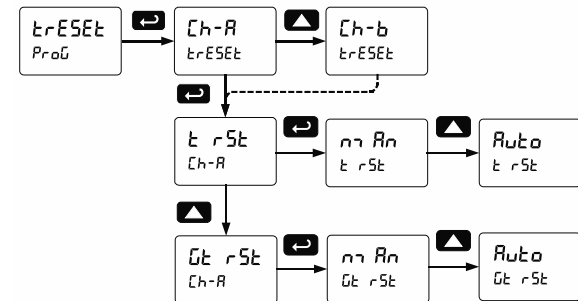 trESEt
ProG
Ch-A
trESEt
Ch-b
trESEt
t rSt
Ch-A
mAn
t rSt
Auto
t rSt
Gt rSt
Ch-A
mAn
Gt rSt
Auto
Gt rSt